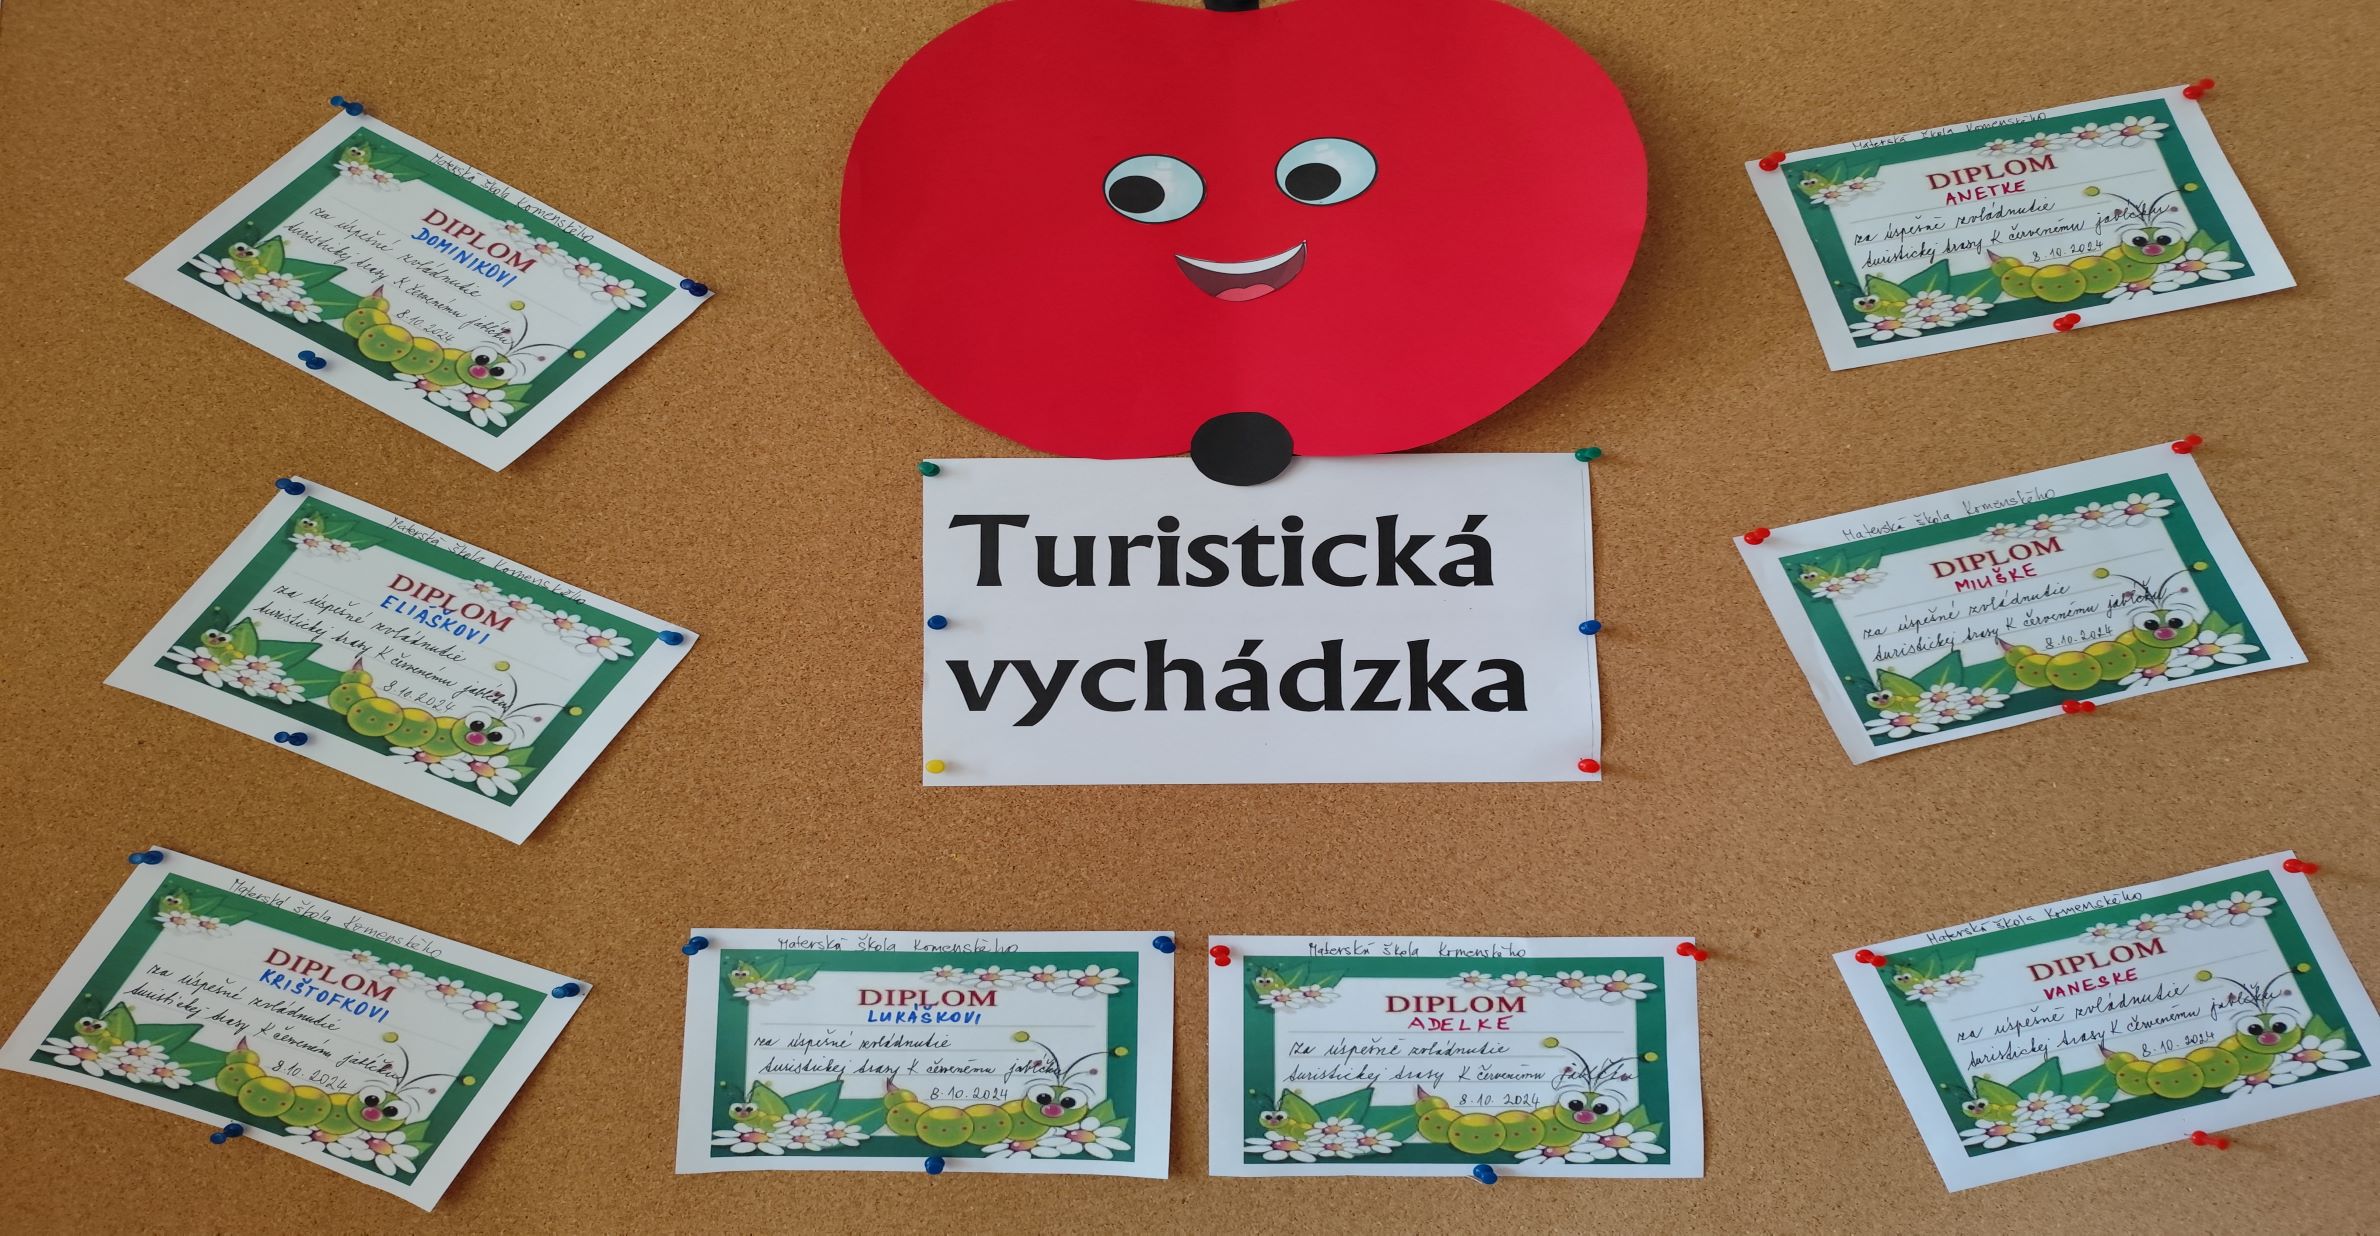 Turistická
vychádzka
Materská škola Komenského
DIPLOM
DOMINIKOVI
za úspešné zvládnutie
turistickej trasy K červenému jabĺčku
8.10.2024
Materská škola Komenského
DIPLOM
ELIÁŠKOVI
za úspešné zvládnutie
turistickej trasy K červenému jabĺčku
8.10.2024
Materská škola Komenského
DIPLOM
KRIŠTOFKOVI
za úspešné zvládnutie
turistickej trasy K červenému jabĺčku
8.10.2024
Materská škola Komenského
DIPLOM
LUKÁŠKOVI
za úspešné zvládnutie
turistickej trasy K červenému jabĺčku
8.10.2024
Materská škola Komenského
DIPLOM
ADELKE
za úspešné zvládnutie
turistickej trasy K červenému jabĺčku
8.10.2024
Materská škola Komenského
DIPLOM
ANETKE
za úspešné zvládnutie
turistickej trasy K červenému jabĺčku
8.10.2024
Materská škola Komenského
DIPLOM
MIUŠKE
za úspešné zvládnutie
turistickej trasy K červenému jabĺčku
8.10.2024
Materská škola Komenského
DIPLOM
VANESKE
za úspešné zvládnutie
turistickej trasy K červenému jabĺčku
8.10.2024